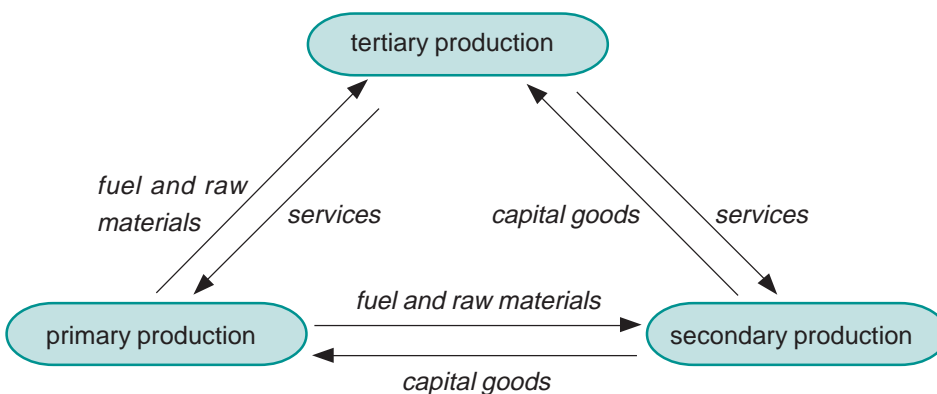 tertiary production
fuel and raw
materials
services
capital goods
services
fuel and raw materials
primary production
secondary production
capital goods